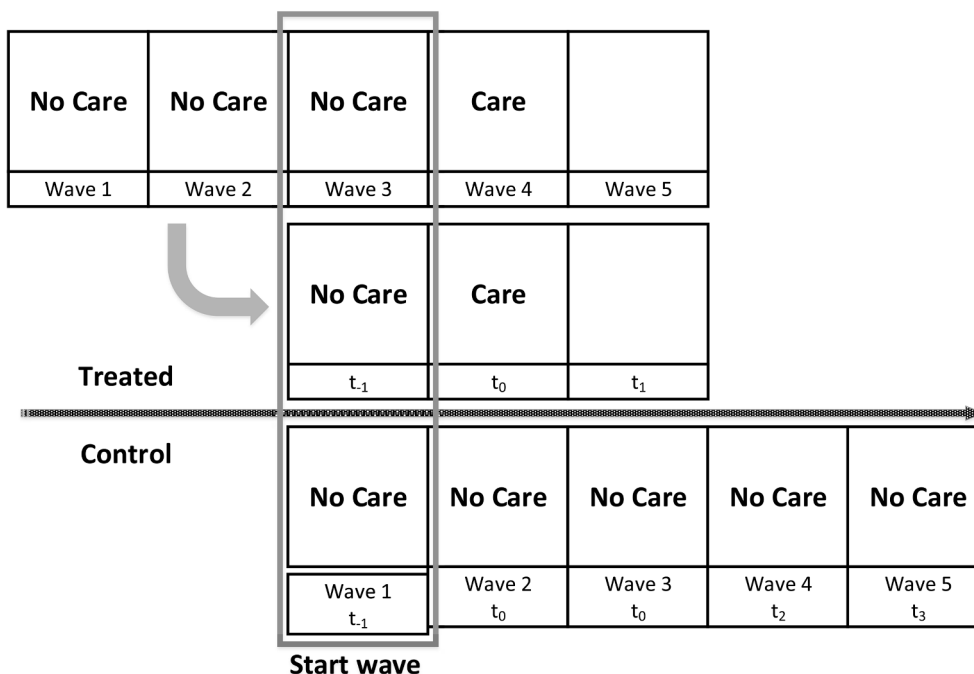 No Care No Care No Care Care
Wave 1 Wave 2 Wave 3 Wave 4 Wave 5
No Care Care
Treated
t₋₁ t₀ t₁
Control
No Care No Care No Care No Care No Care
Wave 1 Wave 2 Wave 3 Wave 4 Wave 5
t₋₁ t₀ t₀ t₂ t₃
Start wave